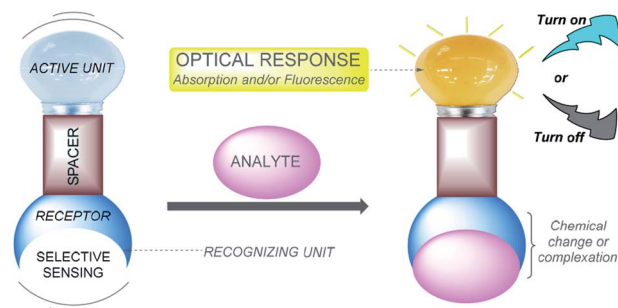 ACTIVE UNIT
SPACER
RECEPTOR
SELECTIVE
SENSING
OPTICAL RESPONSE
Absorption and/or Fluorescence
ANALYTE
RECOGNIZING UNIT
Turn on
or
Turn off
Chemical
change or
complexation